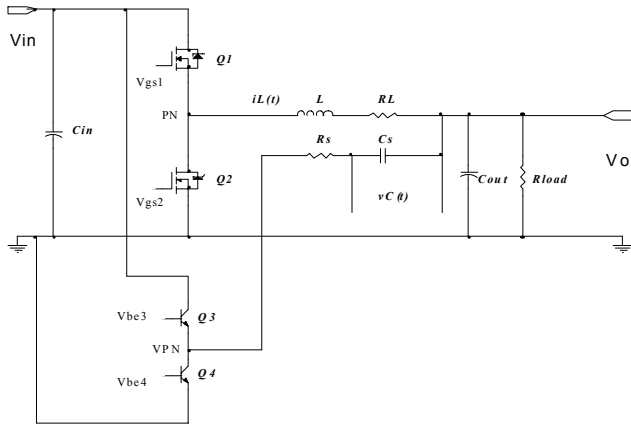 Vin
Q1
Vgs1
PN
iL(t)
L
RL
Cin
Rs
Cs
Vo
Q2
Vgs2
vC(t)
Cout
Rload
Vbe3
Q3
VPN
Vbe4
Q4